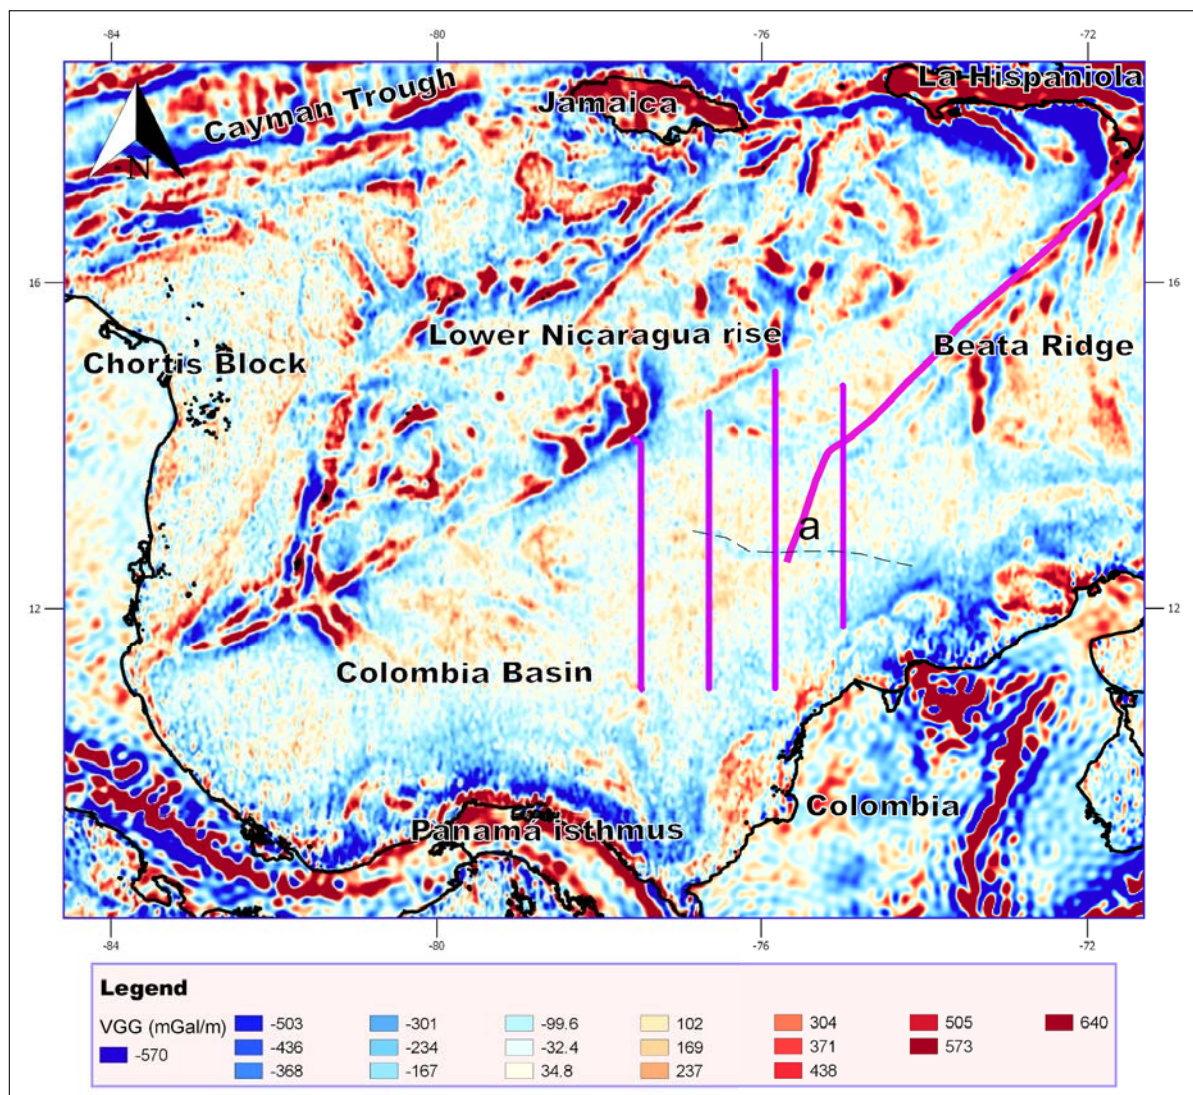 -84 -80 -76 -72
La Hispaniola
Cayman Trough
Jamaica
N
16 16
Lower Nicaragua rise
Beata Ridge
Chortis Block
a
12 12
Colombia Basin
Colombia
Panamá isthmus
-84 -80 -76 -72
Legend
VGG (mGal/m)
-570
-503
-436
-368
-301
-234
-167
-99.6
-32.4
34.8
102
169
237
304
371
438
505
573
640